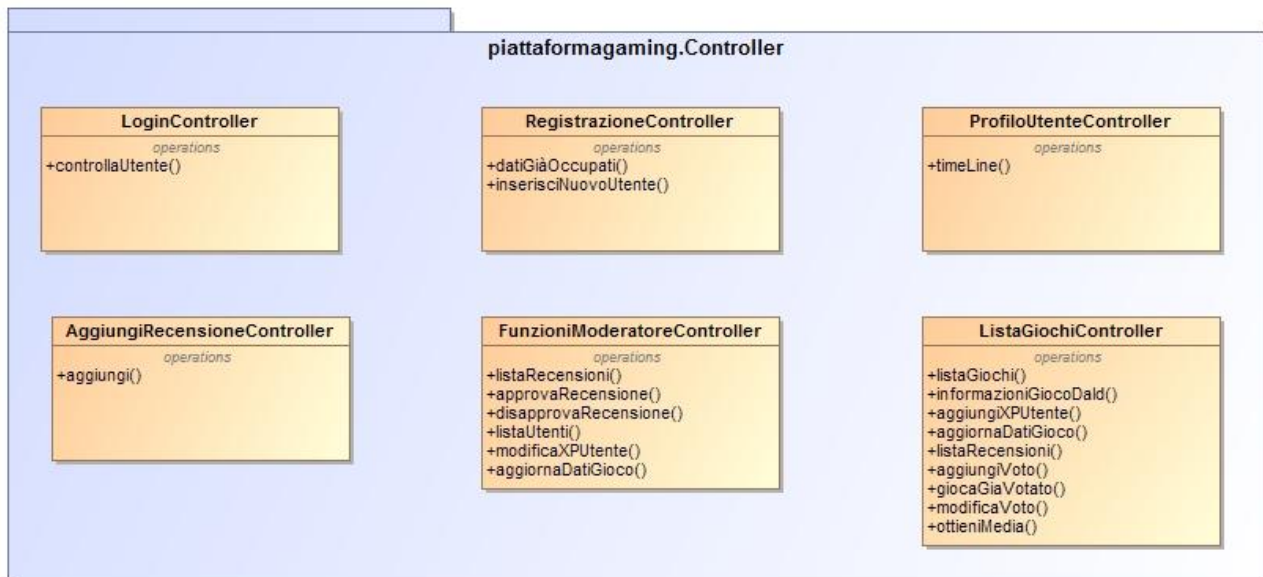 piattaformagaming.Controller
LoginController
operations
+controllaUtente()
RegistrazioneController
operations
+datiGiàOccupati()
+inserisciNuovoUtente()
ProfiloUtenteController
operations
+timeLine()
AggiungiRecensioneController
operations
+aggiungi()
FunzioniModeratoreController
operations
+listaRecensioni()
+approvaRecensione()
+disapprovaRecensione()
+listaUtenti()
+modificaXPUtente()
+aggiornaDatiGioco()
ListaGiochiController
operations
+listaGiochi()
+informazioniGiocoDaId()
+aggiungiXPUtente()
+aggiornaDatiGioco()
+listaRecensioni()
+aggiungiVoto()
+giocaGiaVotato()
+modificaVoto()
+ottieniMedia()